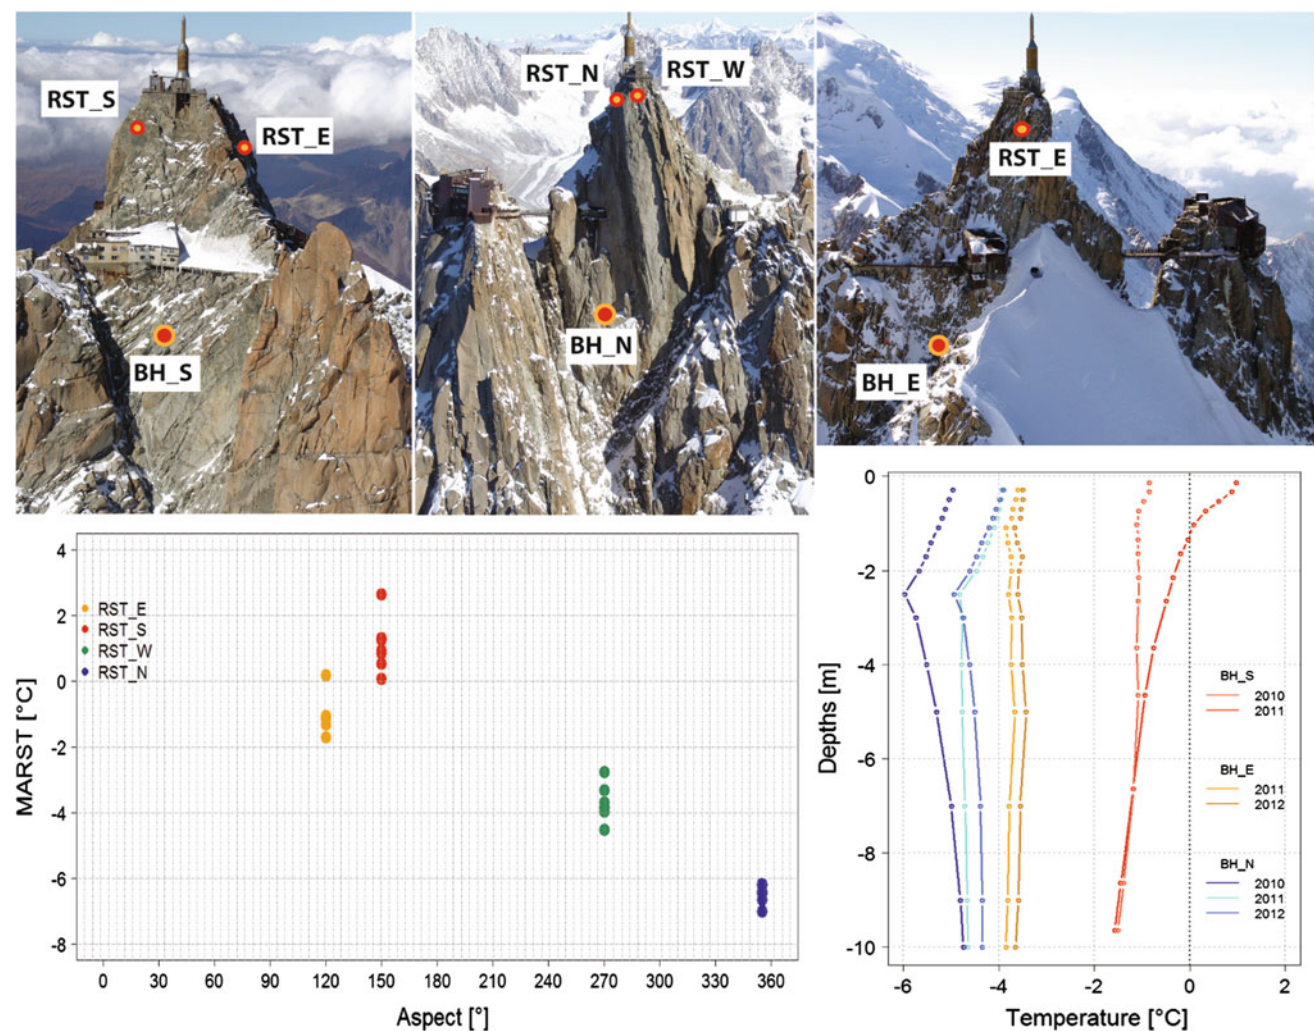 RST_S
RST_E
BH_S
RST_N
RST_W
BH_N
RST_E
BH_E
MARST [°C]
4
2
0
-2
-4
-6
-8
RST_E
RST_S
RST_W
RST_N
0 30 60 90 120 150 180 210 240 270 300 330 360
Aspect [°]
Depths [m]
0
-2
-4
-6
-8
-10
BH_S
2010
2011
BH_E
2011
2012
BH_N
2010
2011
2012
-6 -4 -2 0 2
Temperature [°C]